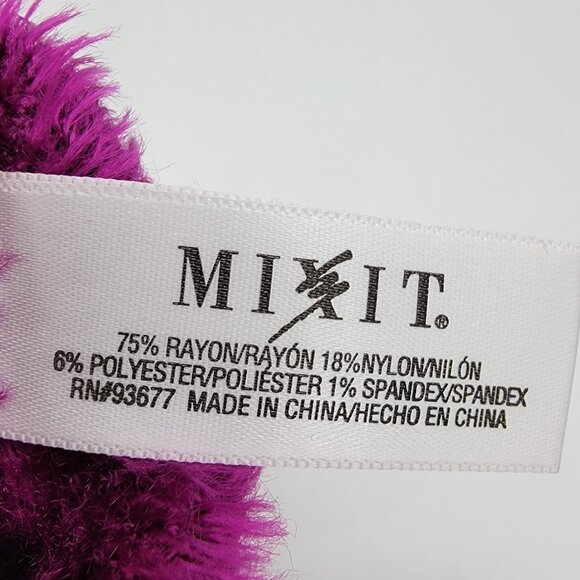 MIXIT.®
75% RAYON/RAYÓN 18%NYLON/NILÓN
6% POLYESTER/POLIÉSTER 1% SPANDEX/SPANDEX
RN#93677 MADE IN CHINA/HECHO EN CHINA